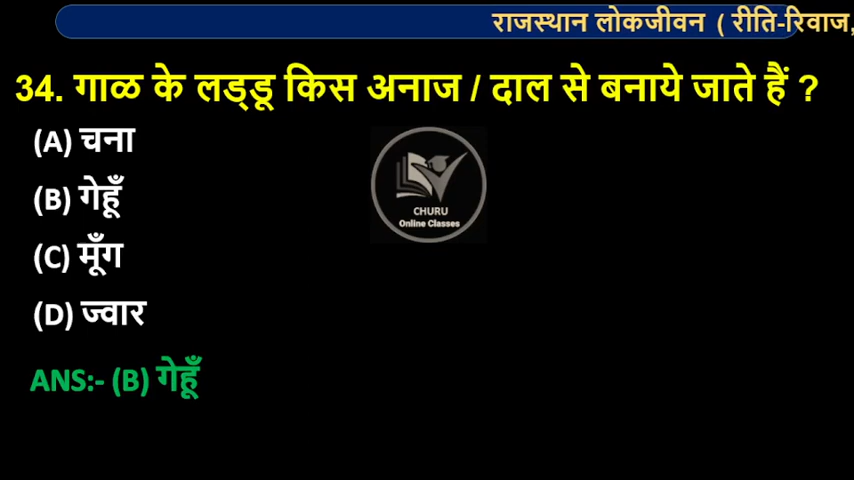 राजस्थान लोकजीवन ( रीति-रिवाज,
34. गाळ के लड्डू किस अनाज / दाल से बनाये जाते हैं ?
(A) चना
(B) गेहूँ
(C) मूँग
(D) ज्वार
CHURU
Online Classes
ANS:- (B) गेहूँ